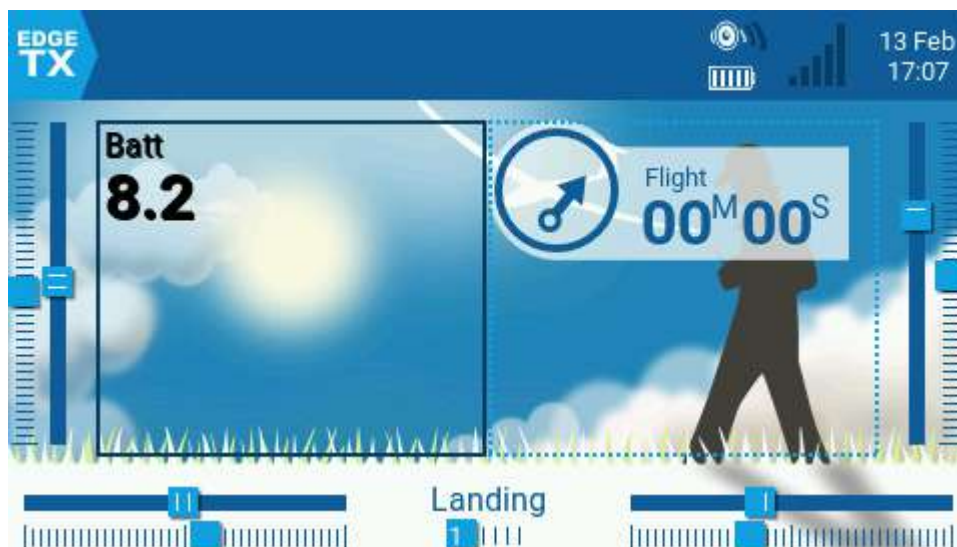 EDGE
TX
13 Feb
17:07
Batt
8.2
Flight
00M00S
Landing
1